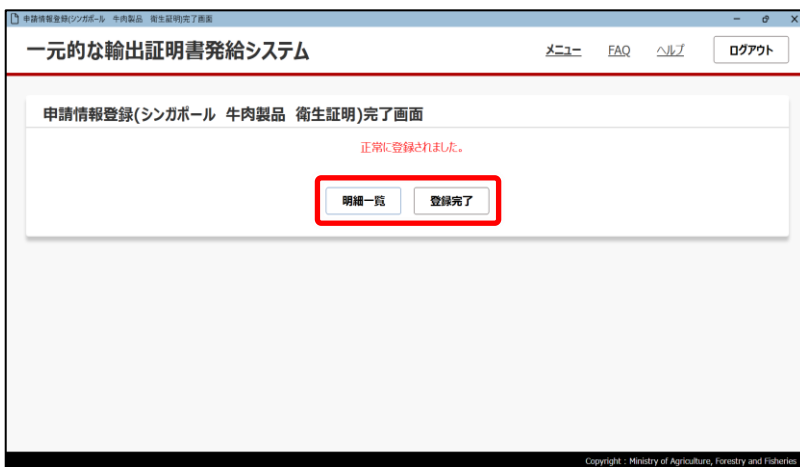 申請情報登録(シンガポール 牛肉製品 衛生証明)完了画面
一元的な輸出証明書発給システム
メニュー FAQ ヘルプ ログアウト
申請情報登録(シンガポール 牛肉製品 衛生証明)完了画面
正常に登録されました。
明細一覧 登録完了
Copyright : Ministry of Agriculture, Forestry and Fisheries